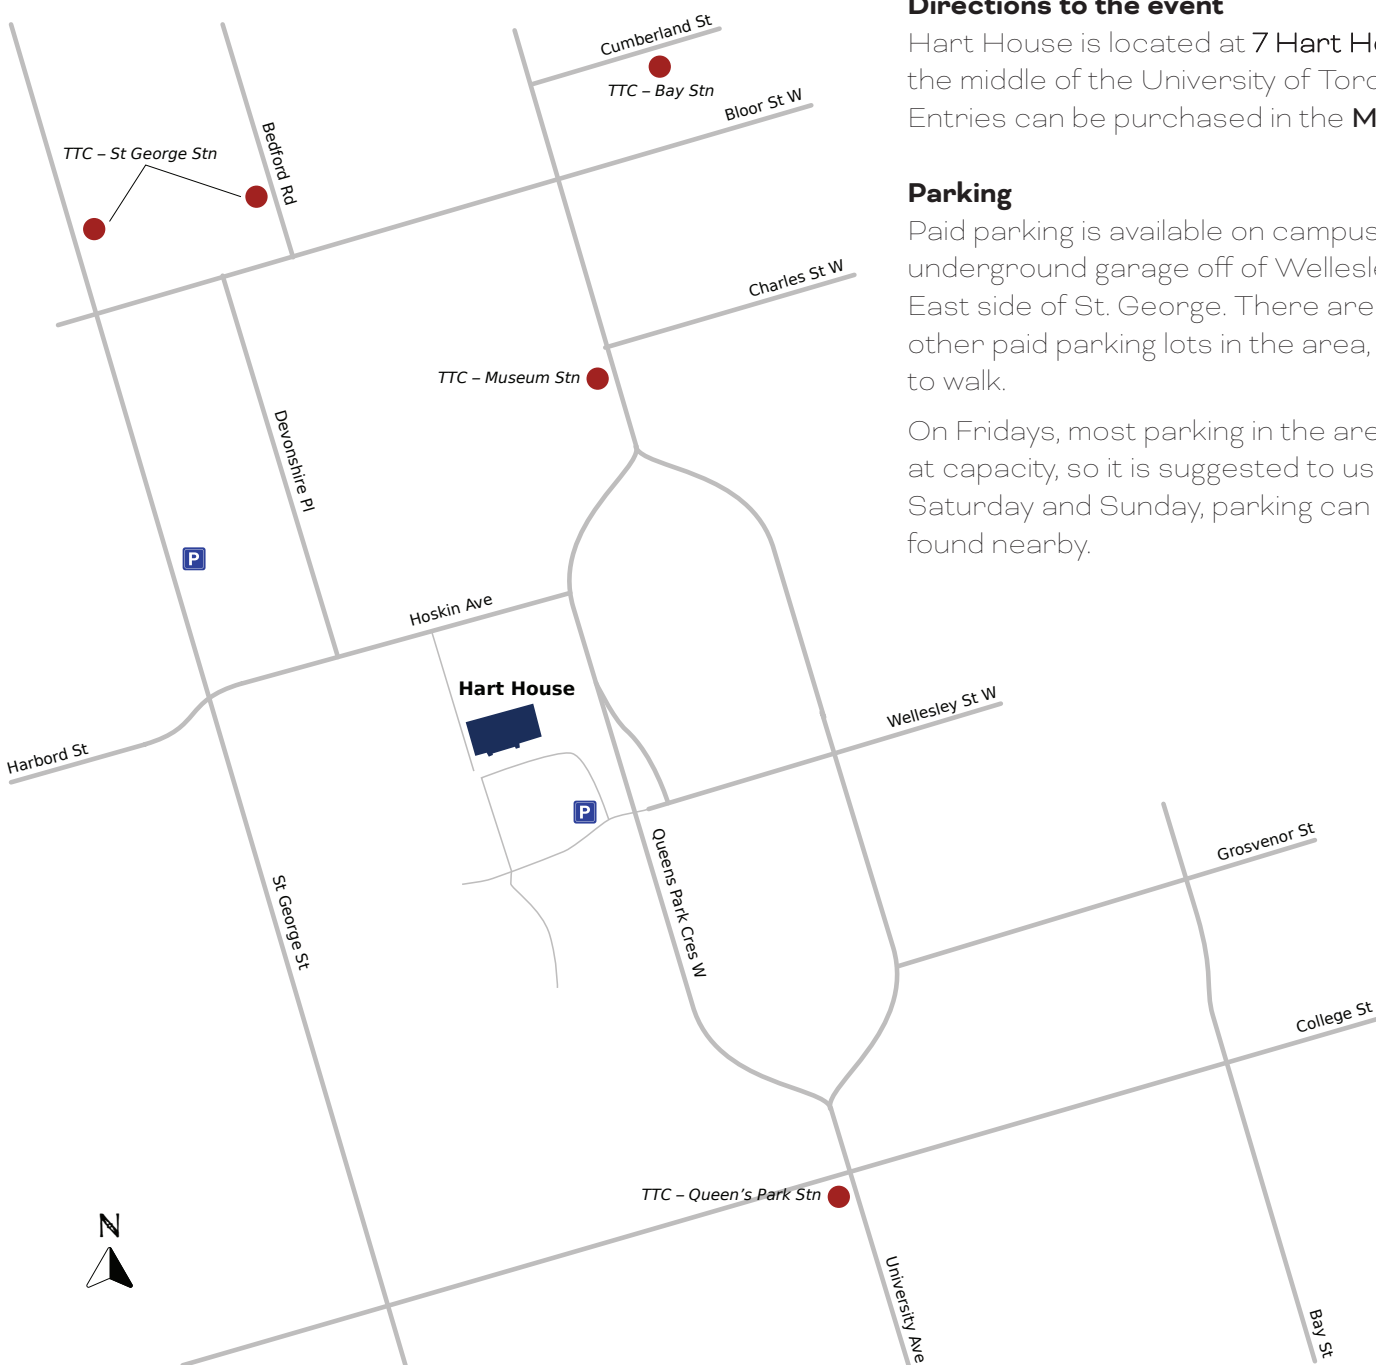 Directions to the event
Hart House is located at 7 Hart
the middle of the University of
Entries can be purchased in the
Parking
Paid parking is available on campus
underground garage off of
East side of St. George. There are
other paid parking lots in the area,
to walk.
On Fridays, most parking in the
at capacity, so it is suggested to
Saturday and Sunday, parking can
found nearby.
Cumberland St
TTC – Bay Stn
Bloor St W
Bedford Rd
TTC – St George Stn
Charles St W
TTC – Museum Stn
Devonshire Pl
P
Hoskin Ave
Hart House
Wellesley St W
Harbord St
P
Queens Park Cres W
Grosvenor St
St George St
College St
TTC – Queen’s Park Stn
N
University Ave
Bay St